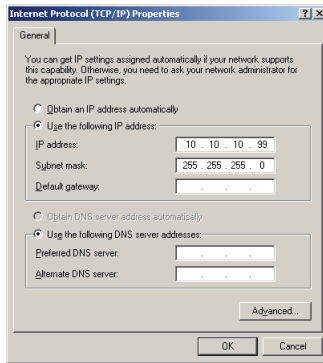 Internet Protocol (TCP/IP) Properties
General
You can get IP settings assigned automatically if your network supports
this capability. Otherwise, you need to ask your network administrator for
the appropriate IP settings.
Obtain an IP address automatically
Use the following IP address:
IP address: 10 . 10 . 10 . 99
Subnet mask: 255 . 255 . 255 . 0
Default gateway: . . .
Obtain DNS server address automatically
Use the following DNS server addresses:
Preferred DNS server: . . .
Alternate DNS server: . . .
Advanced...
OK Cancel